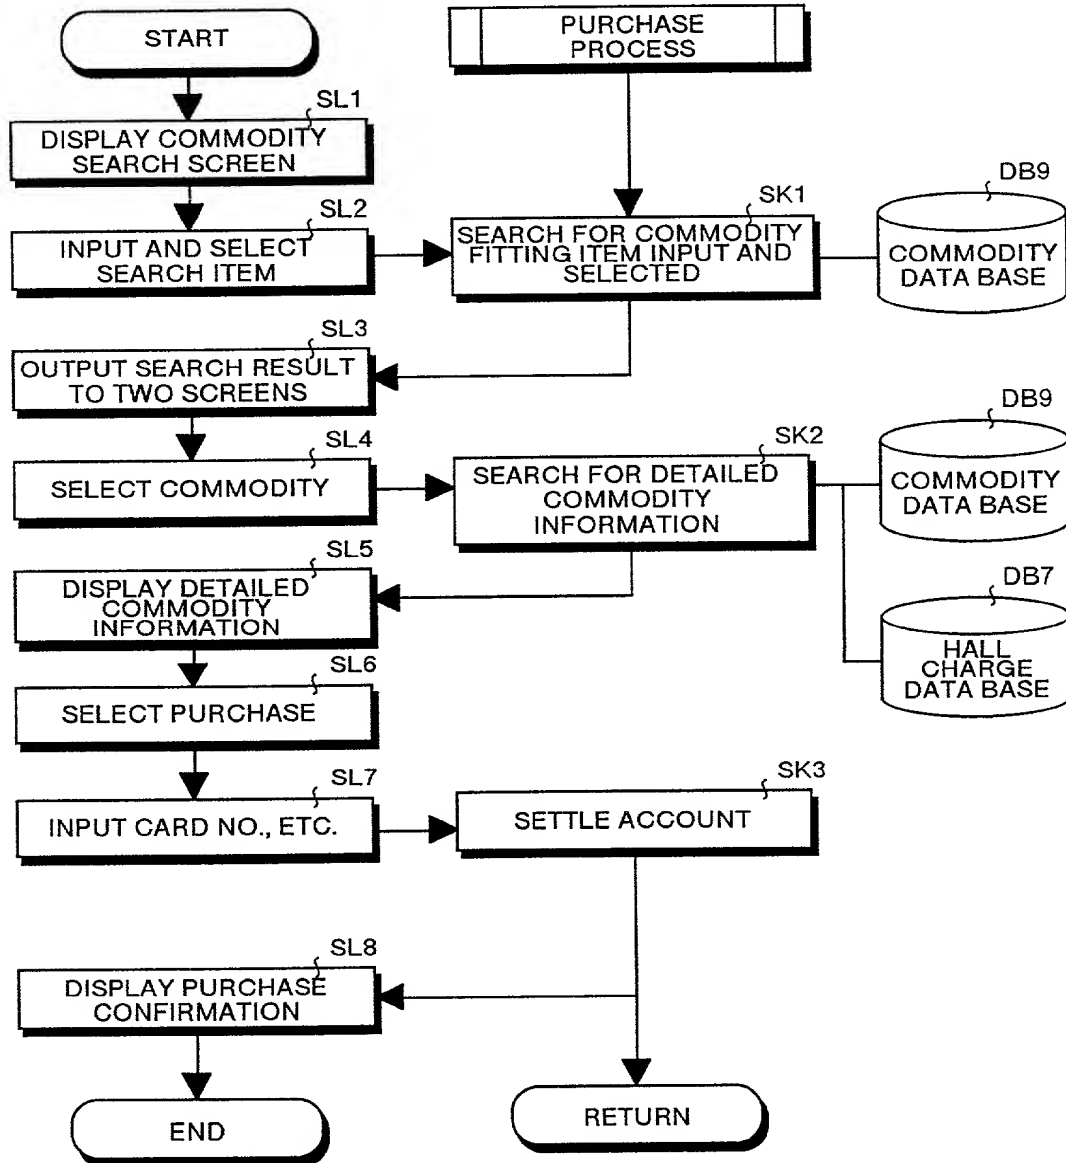 START
PURCHASE
PROCESS
SL1
DISPLAY COMMODITY
SEARCH SCREEN
SL2
INPUT AND SELECT
SEARCH ITEM
SK1
SEARCH FOR COMMODITY
FITTING ITEM INPUT AND
SELECTED
DB9
COMMODITY
DATA BASE
SL3
OUTPUT SEARCH RESULT
TO TWO SCREENS
SL4
SELECT COMMODITY
SK2
SEARCH FOR DETAILED
COMMODITY
INFORMATION
DB9
COMMODITY
DATA BASE
SL5
DISPLAY DETAILED
COMMODITY
INFORMATION
DB7
HALL
CHARGE
DATA BASE
SL6
SELECT PURCHASE
SL7
INPUT CARD NO., ETC.
SK3
SETTLE ACCOUNT
SL8
DISPLAY PURCHASE
CONFIRMATION
END
RETURN